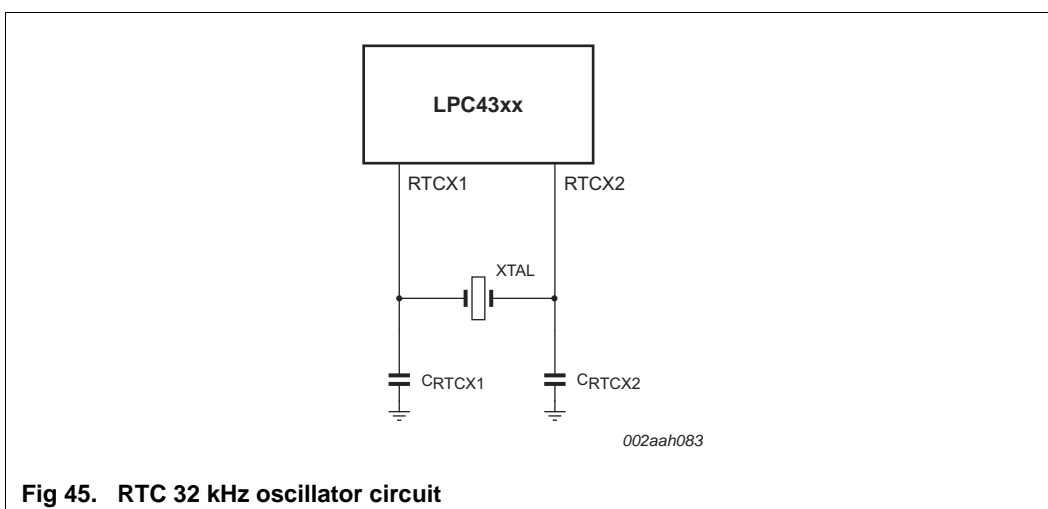 LPC43xx
RTCX1 RTCX2
XTAL
CRTCX1 CRTCX2
002aah083
Fig 45. RTC 32 kHz oscillator circuit